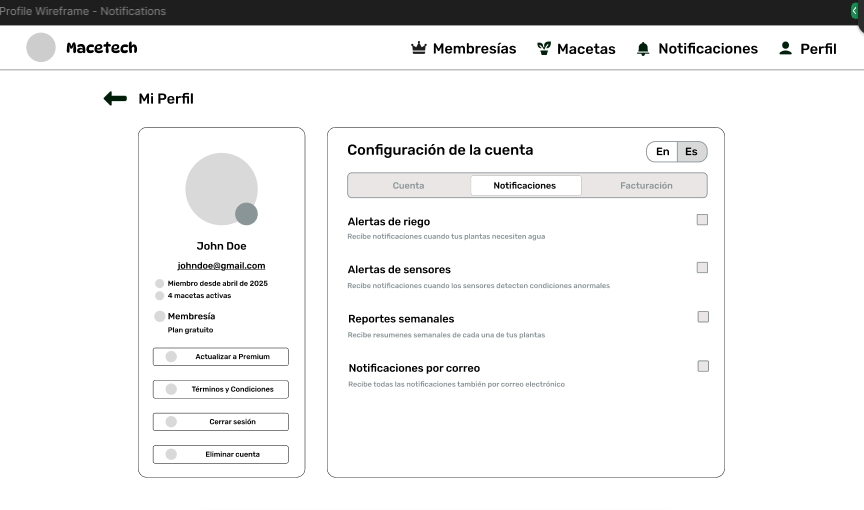 Profile Wireframe - Notifications
Macetech
Membresías
Macetas
Notificaciones
Perfil
Mi Perfil
John Doe
johndoe@gmail.com
Miembro desde abril de 2025
4 macetas activas
Membresía
Plan gratuito
Actualizar a Premium
Términos y Condiciones
Cerrar sesión
Eliminar cuenta
Configuración de la cuenta
En
Es
Cuenta
Notificaciones
Facturación
Alertas de riego
Recibe notificaciones cuando tus plantas necesiten agua
Alertas de sensores
Recibe notificaciones cuando los sensores detecten condiciones anormales
Reportes semanales
Recibe resumenes semanales de cada una de tus plantas
Notificaciones por correo
Recibe todas las notificaciones también por correo electrónico